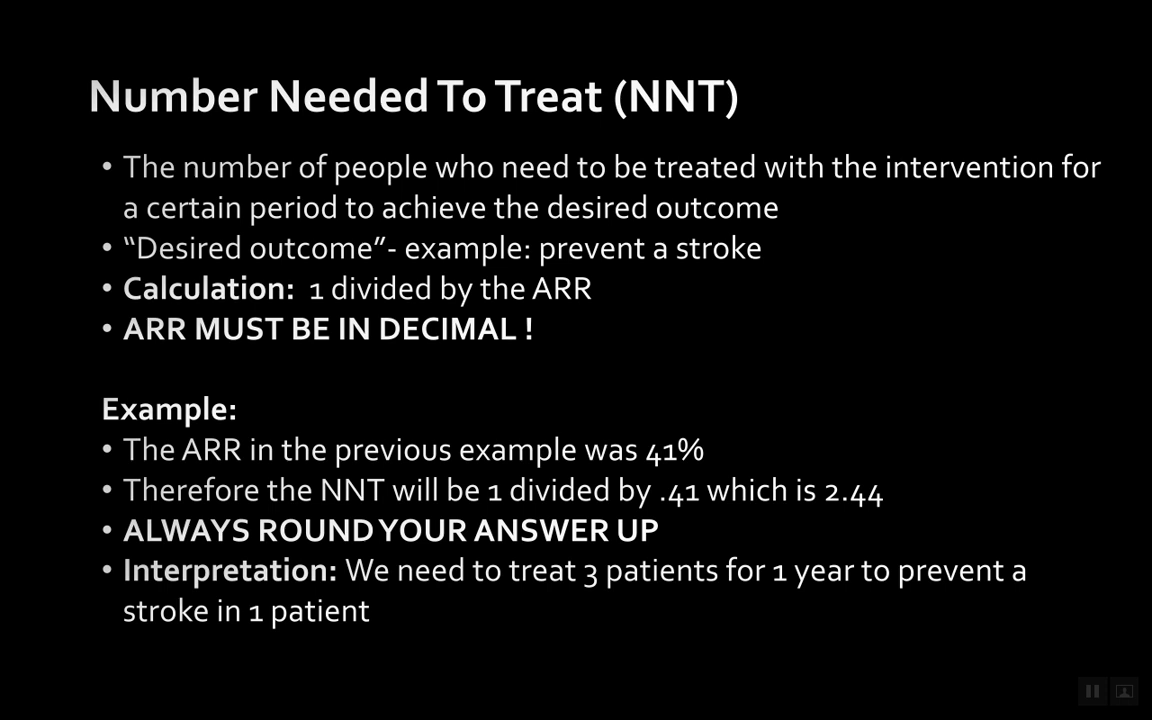 Number Needed To Treat (NNT)
• The number of people who need to be treated with the intervention for
a certain period to achieve the desired outcome
• “Desired outcome”- example: prevent a stroke
• Calculation:  1 divided by the ARR
• ARR MUST BE IN DECIMAL !
Example:
• The ARR in the previous example was 41%
• Therefore the NNT will be 1 divided by .41 which is 2.44
• ALWAYS ROUND YOUR ANSWER UP
• Interpretation: We need to treat 3 patients for 1 year to prevent a
stroke in 1 patient